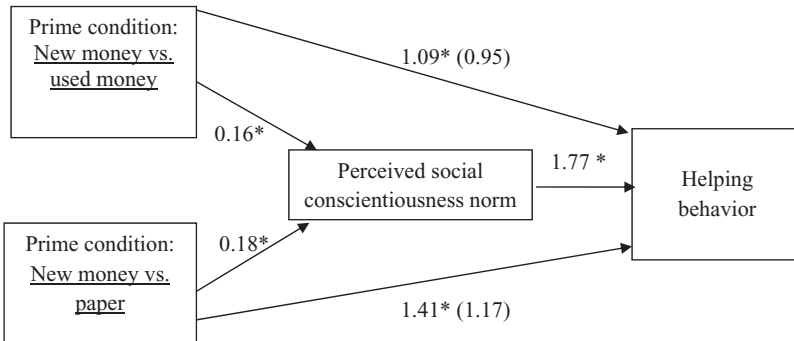 Prime condition:
New money vs.
used money
1.09* (0.95)
0.16*
Perceived social
conscientiousness norm
1.77 *
Helping
behavior
Prime condition:
New money vs.
paper
0.18*
1.41* (1.17)